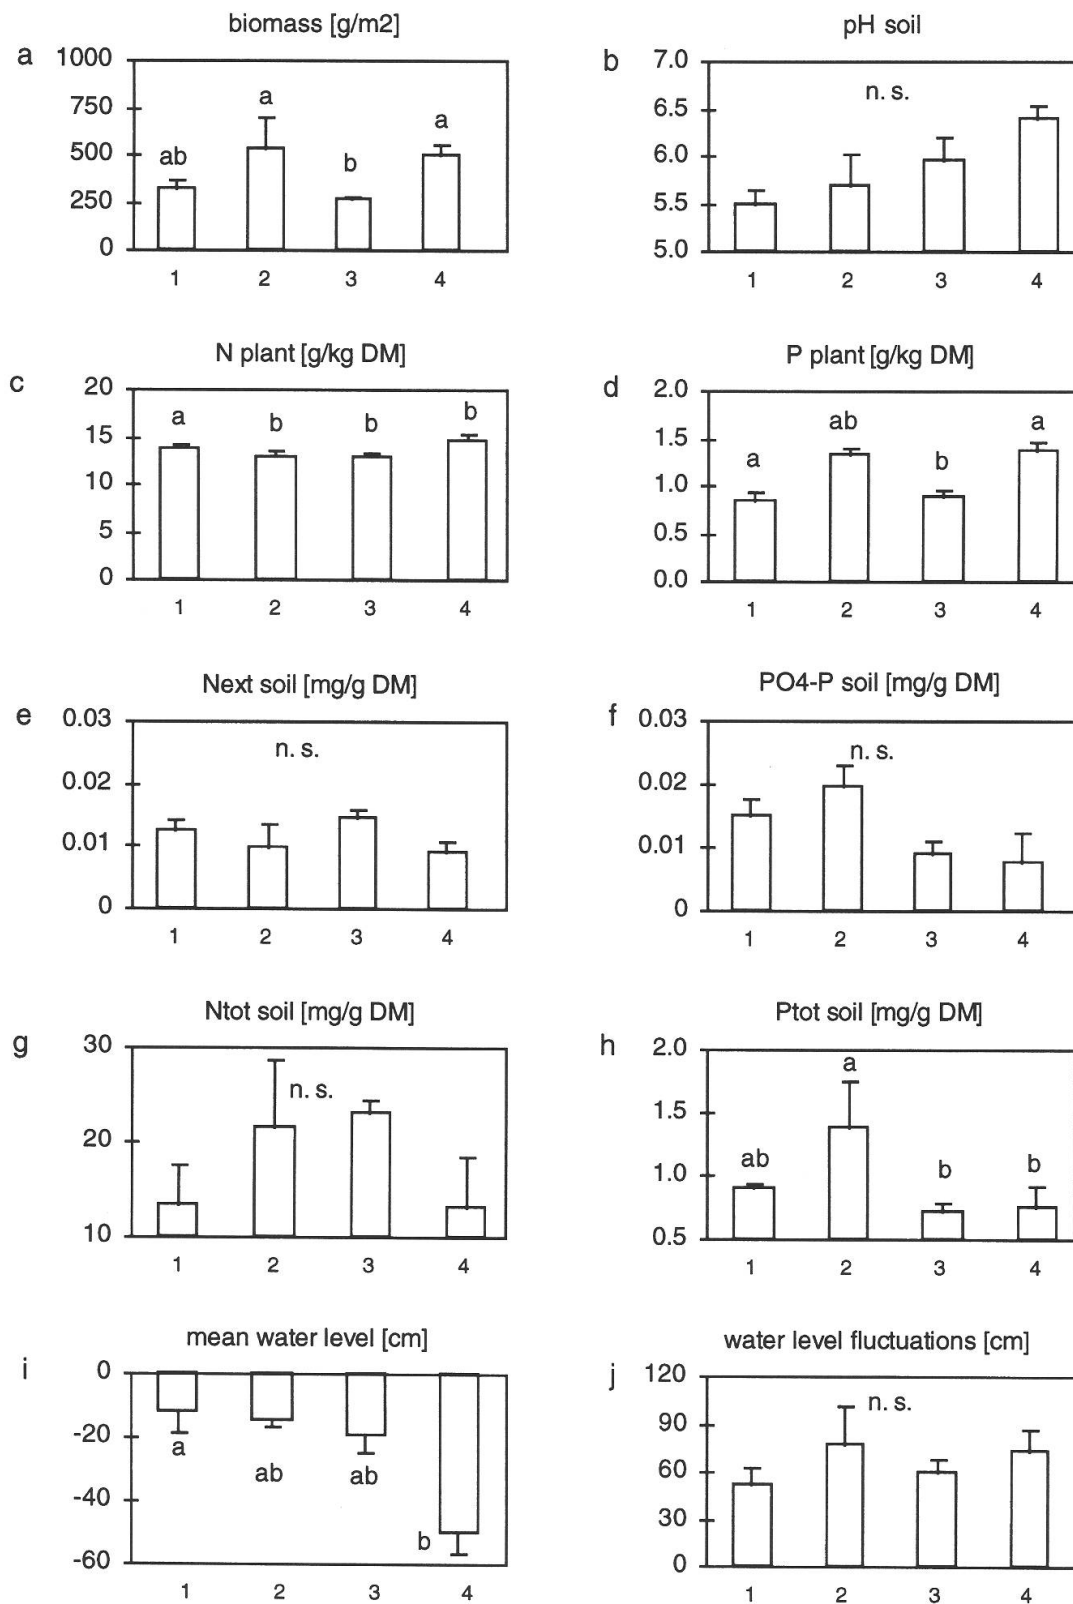 biomass [g/m2]
a
1000
750
500
250
0
ab
a
b
a
1 2 3 4
pH soil
b
7.0
6.5
6.0
5.5
5.0
n. s.
1 2 3 4
N plant [g/kg DM]
c
20
15
10
5
0
a
b
b
b
1 2 3 4
P plant [g/kg DM]
d
2.0
1.5
1.0
0.5
0.0
a
ab
b
a
1 2 3 4
Next soil [mg/g DM]
e
0.03
0.02
0.01
0
n. s.
1 2 3 4
PO4-P soil [mg/g DM]
f
0.03
0.02
0.01
0
n. s.
1 2 3 4
Ntot soil [mg/g DM]
g
30
20
10
n. s.
1 2 3 4
Ptot soil [mg/g DM]
h
2.0
1.5
1.0
0.5
ab
a
b
b
1 2 3 4
mean water level [cm]
i
0
-20
-40
-60
a
ab
ab
b
1 2 3 4
water level fluctuations [cm]
j
120
90
60
30
0
n. s.
1 2 3 4